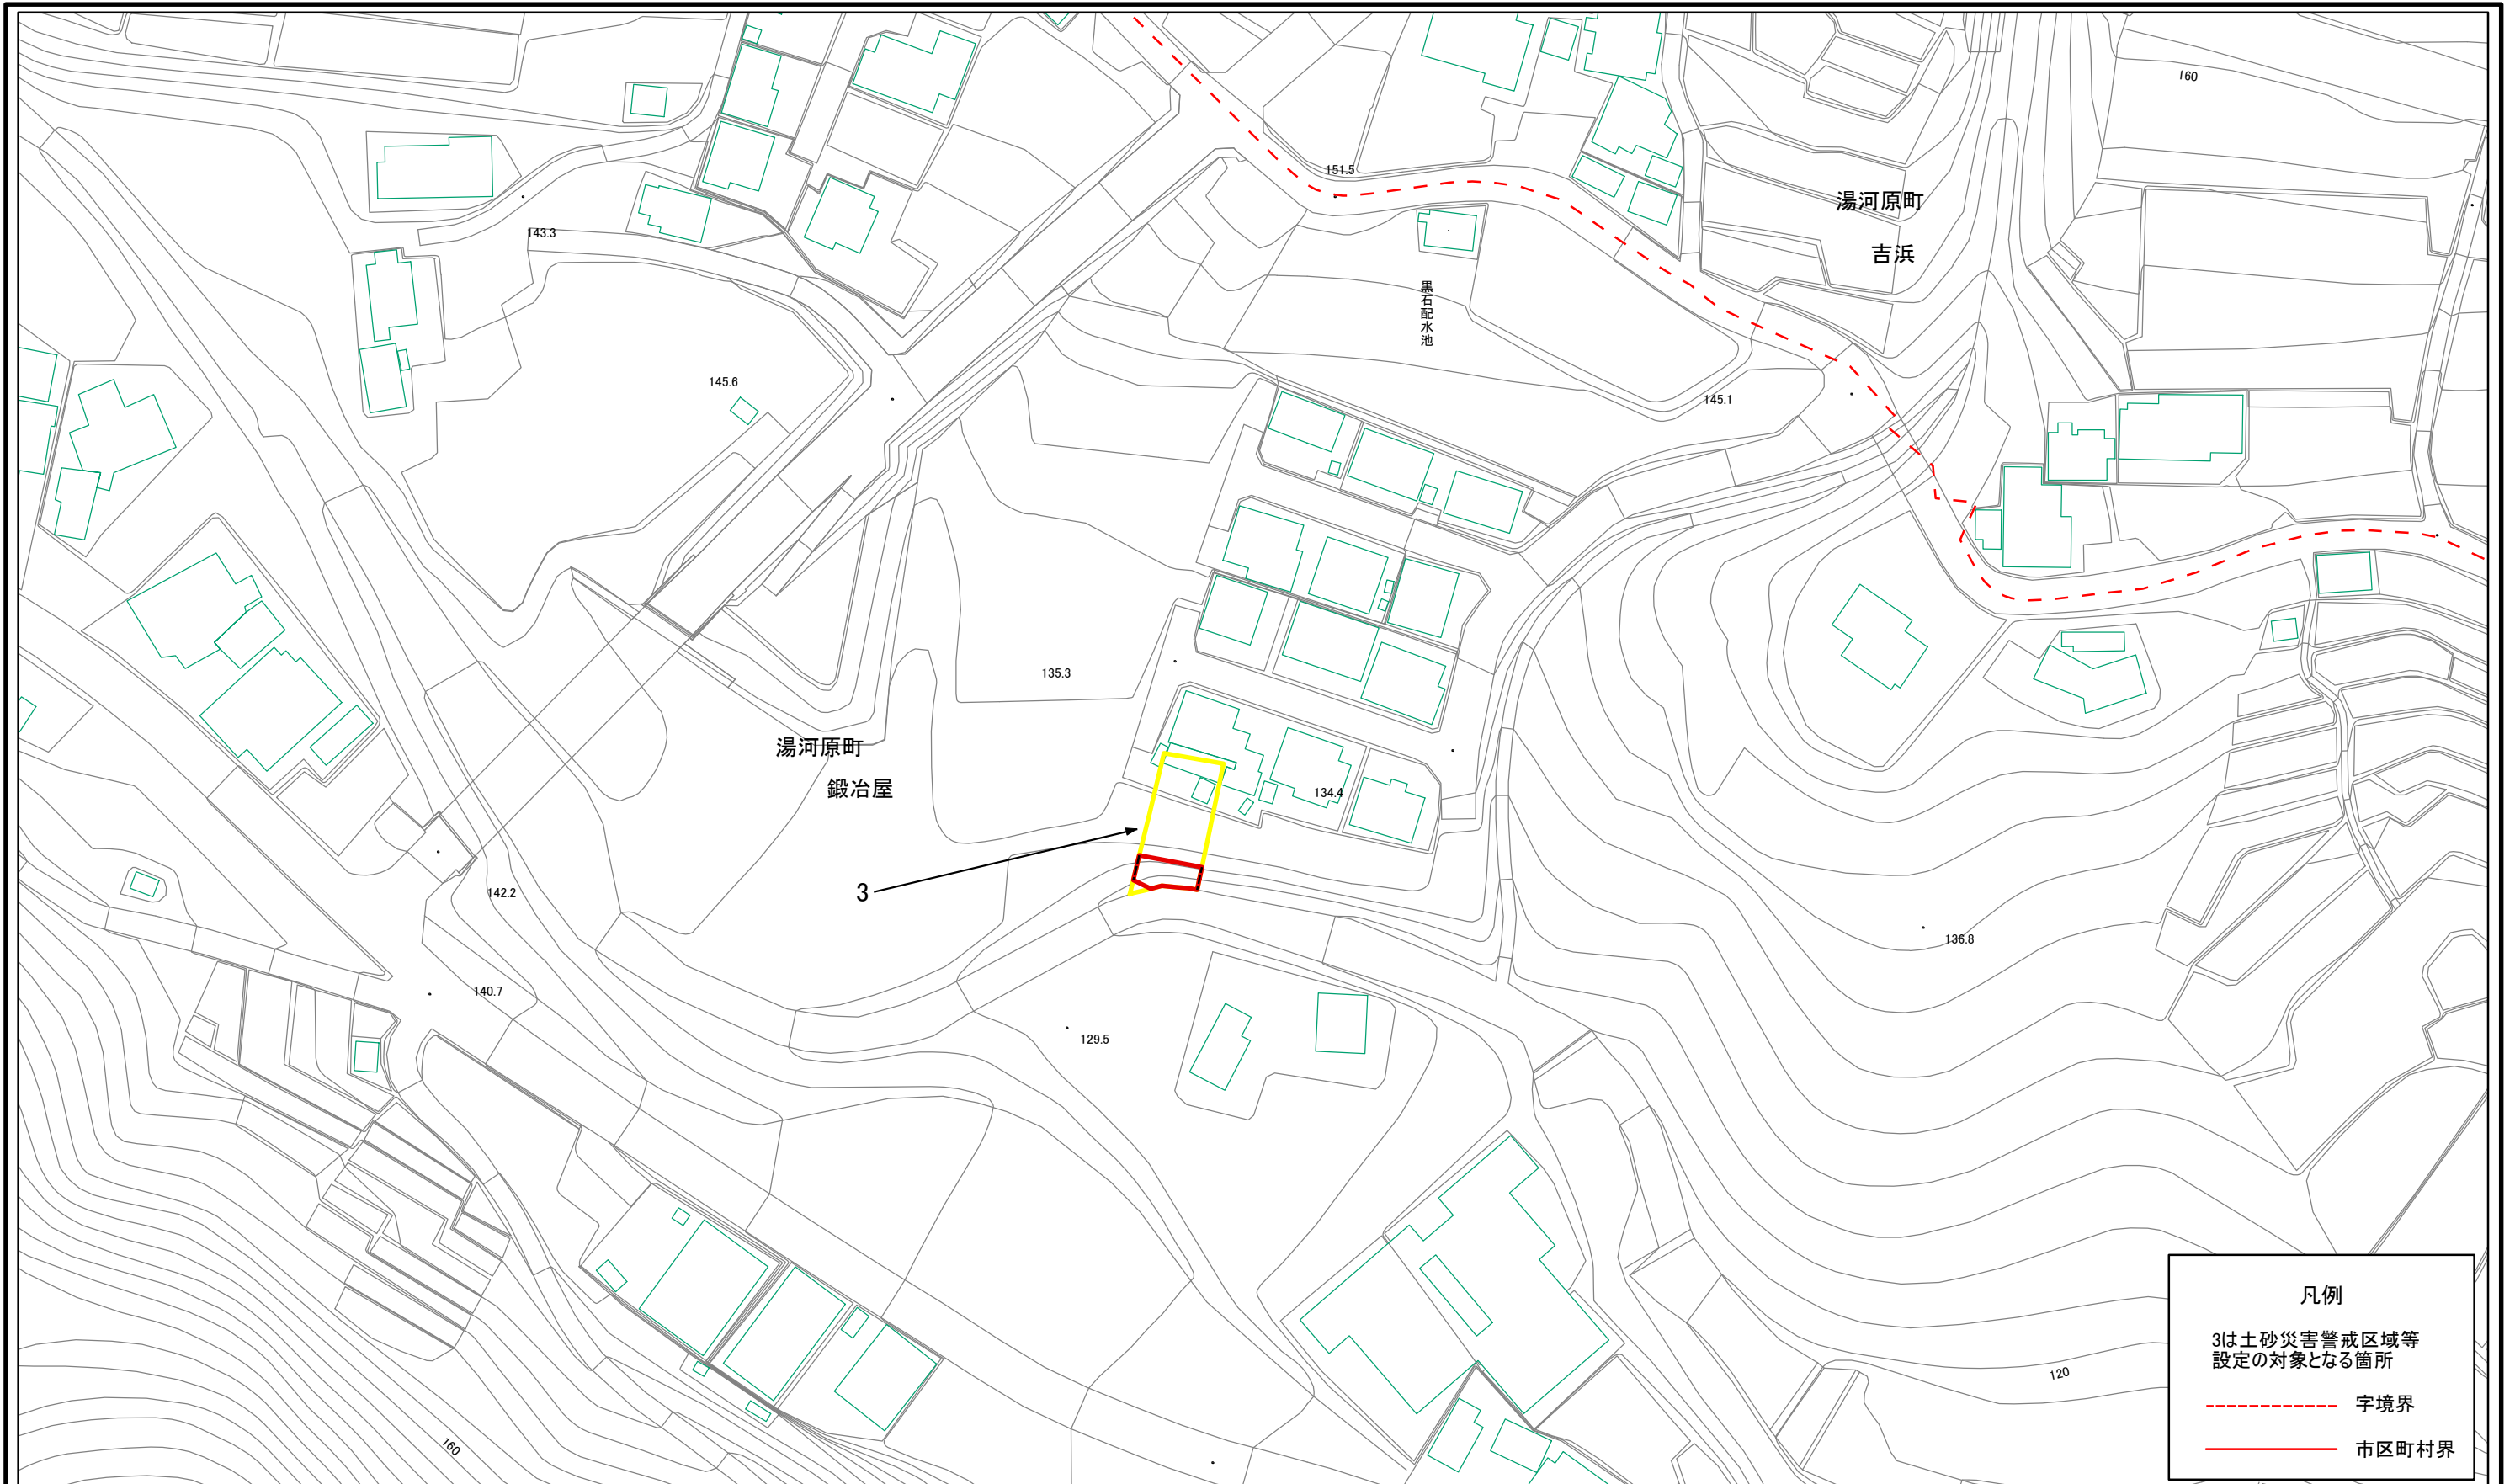 160
151.5
湯河原町
吉浜
143.3
黒石配水池
145.6
145.1
135.3
湯河原町
鍛冶屋
134.4
3
142.2
136.8
140.7
129.5
120
160
凡例
3は土砂災害警戒区域等
設定の対象となる箇所
字境界
市区町村界